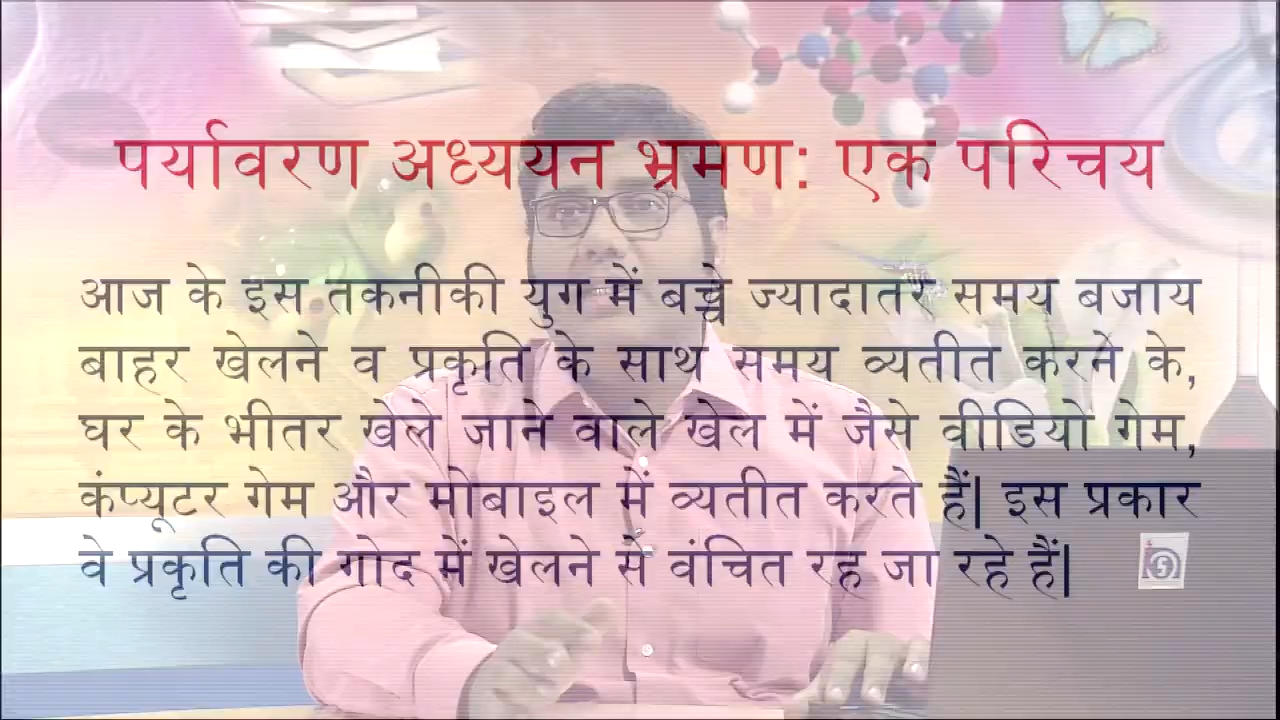 पर्यावरण अध्ययन भ्रमण: एक परिचय
आज के इस तकनीकी युग में बच्चे ज्यादातर समय बजाय
बाहर खेलने व प्रकृति के साथ समय व्यतीत करने के,
घर के भीतर खेले जाने वाले खेल में जैसे वीडियो गेम,
कंप्यूटर गेम और मोबाइल में व्यतीत करते हैं| इस प्रकार
वे प्रकृति की गोद में खेलने से वंचित रह जा रहे हैं|